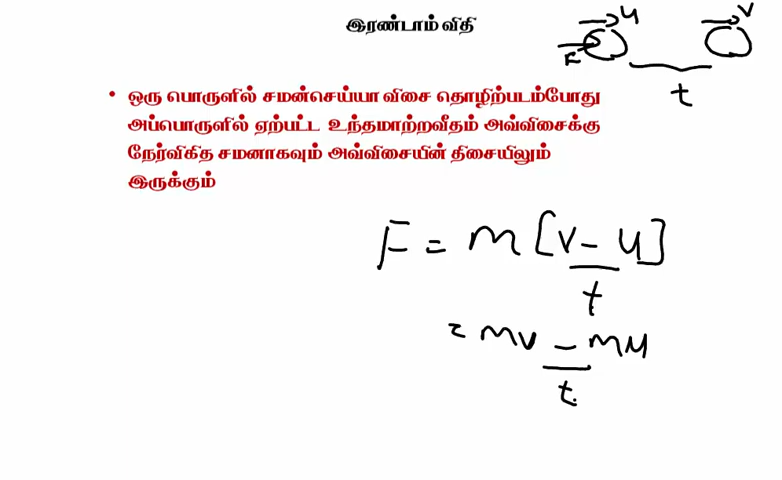 இரண்டாம் விதி
u
v
F
t
• ஒரு பொருளில் சமன்செய்யா விசை தொழிற்படம்போது
அப்பொருளில் ஏற்பட்ட உந்தமாற்றவீதம் அவ்விசைக்கு
நேர்விகித சமனாகவும் அவ்விசையின் திசையிலும்
இருக்கும்
F = m [v - u]
t
= mv - mu
t.